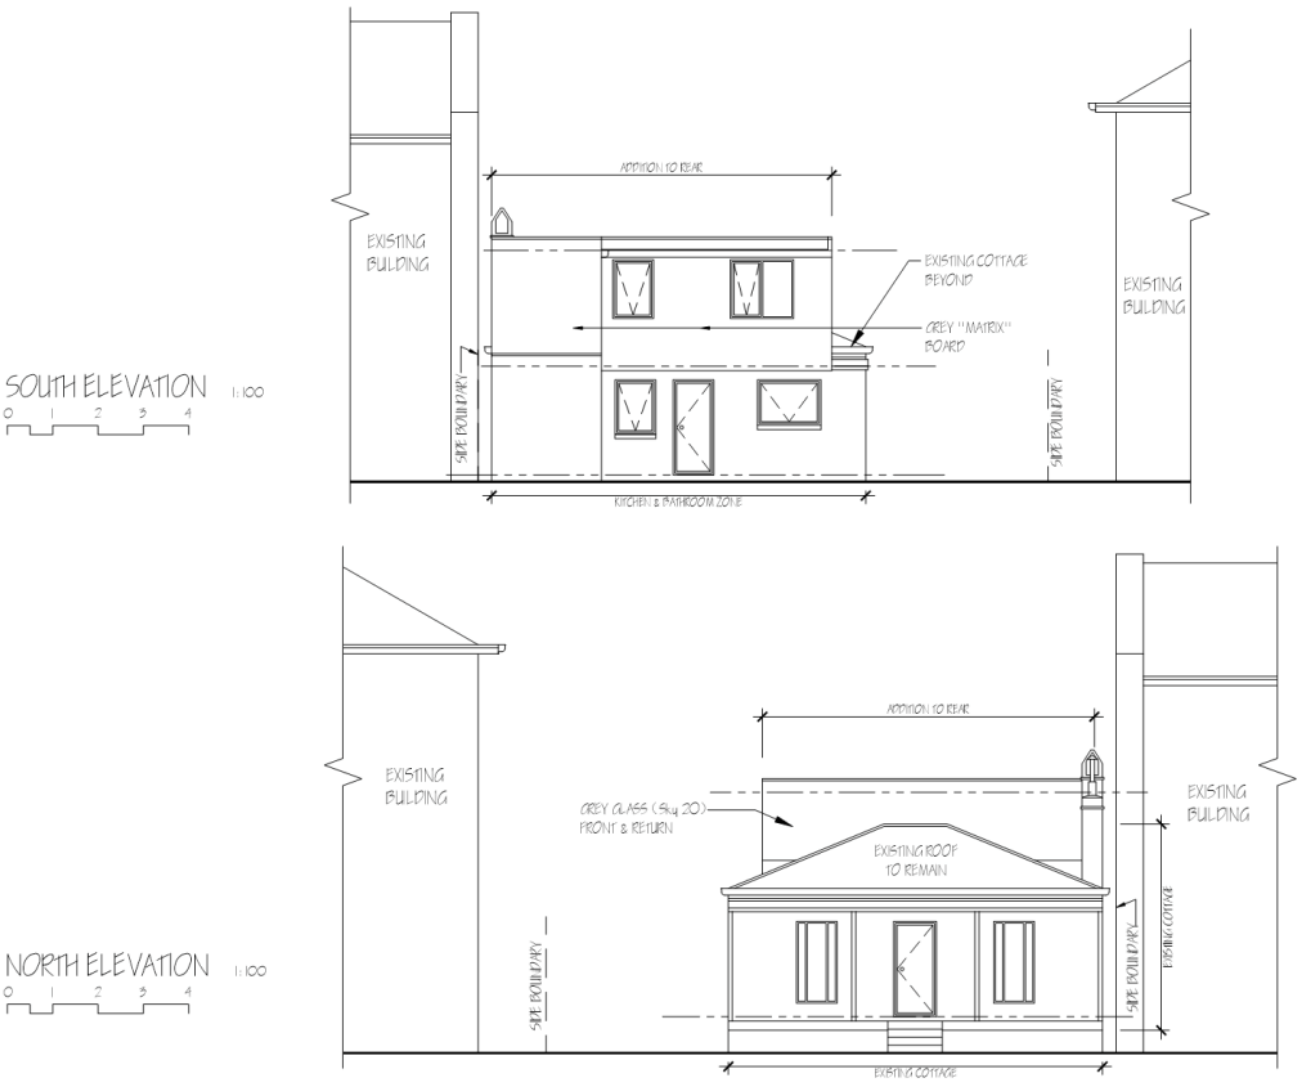 ADDITION TO REAR
EXISTING
BUILDING
EXISTING COTTAGE
BEYOND
EXISTING
BUILDING
GREY "MATRIX"
BOARD
SOUTH ELEVATION 1:100
0 1 2 3 4
SIDE BOUNDARY
SIDE BOUNDARY
KITCHEN & BATHROOM ZONE
ADDITION TO REAR
EXISTING
BUILDING
EXISTING
BUILDING
GREY GLASS (Sky 20)
FRONT & RETURN
EXISTING ROOF
TO REMAIN
EXISTING COTTAGE
SIDE BOUNDARY
SIDE BOUNDARY
NORTH ELEVATION 1:100
0 1 2 3 4
EXISTING COTTAGE